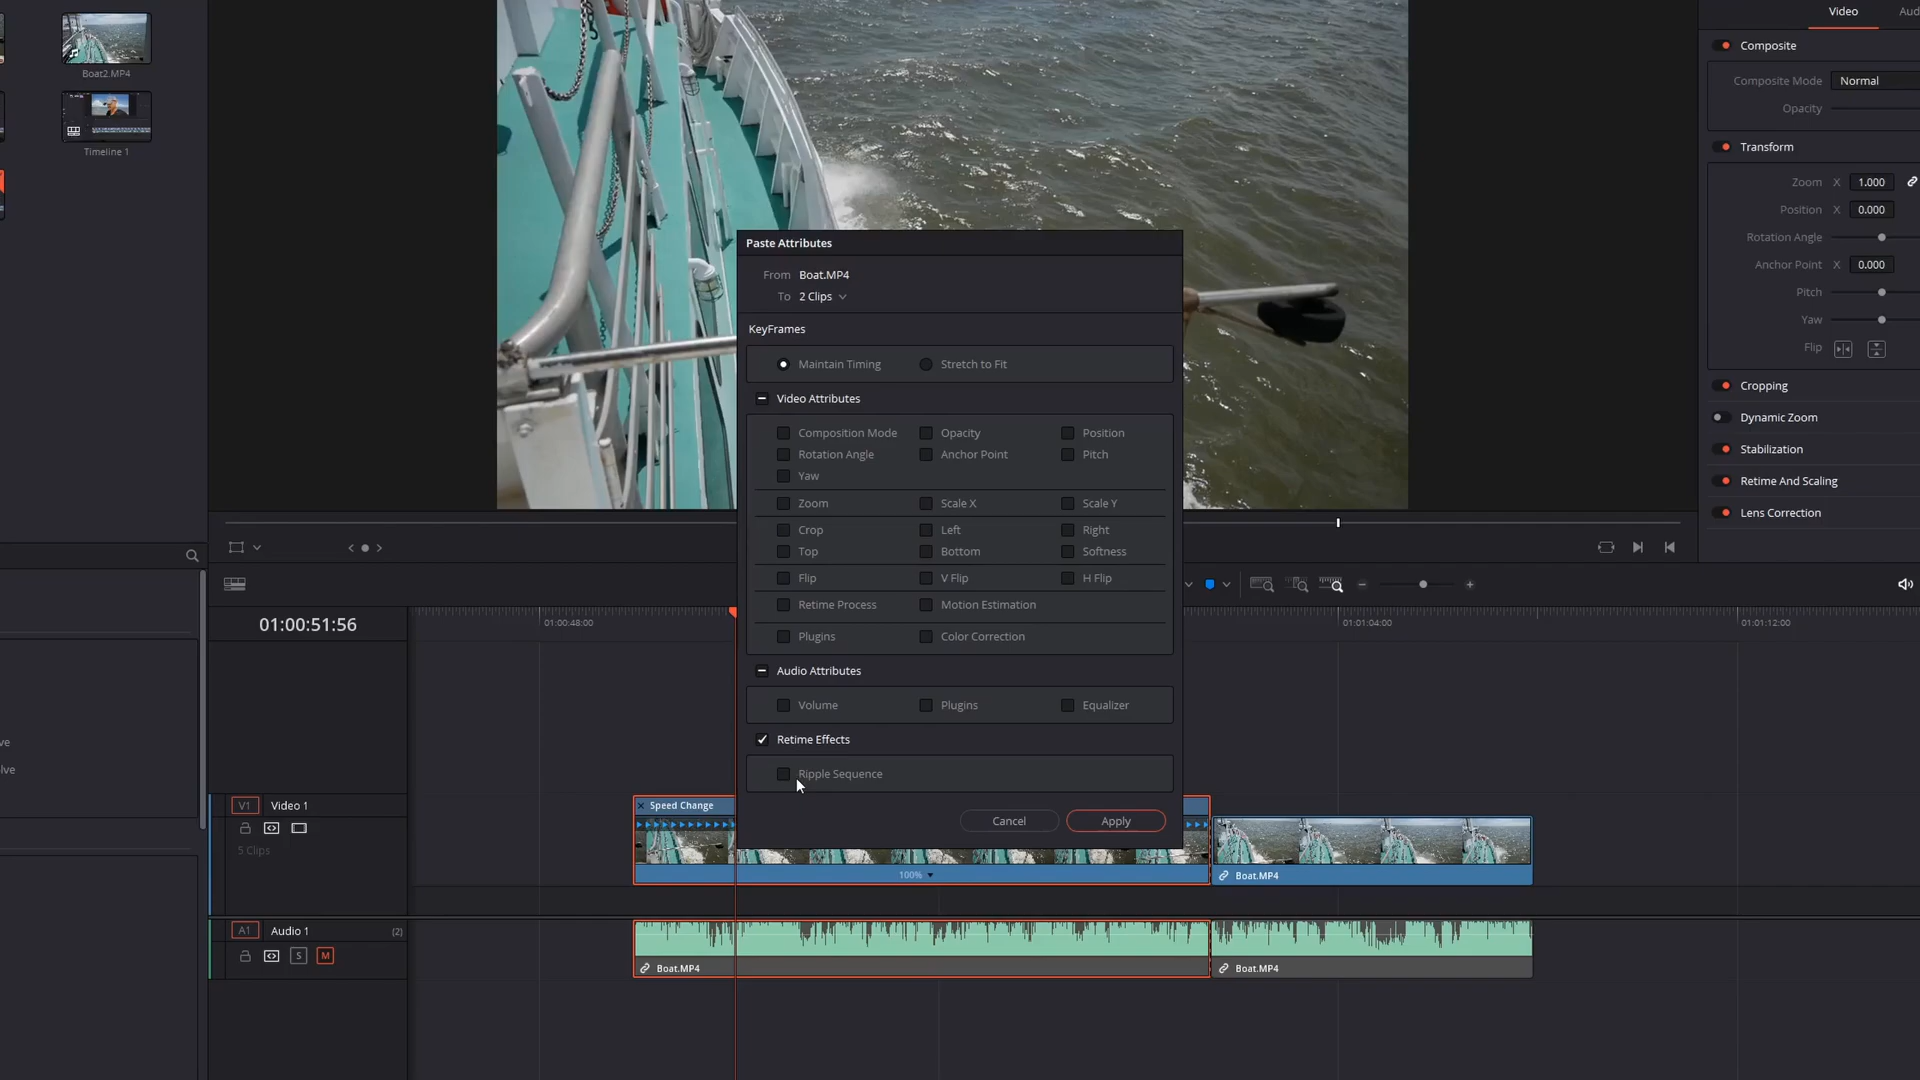 Boat2.MP4
Timeline 1
Video
Composite
Composite Mode Normal
Opacity
Transform
Zoom X 1.000
Position X 0.000
Rotation Angle
Anchor Point X 0.000
Pitch
Yaw
Flip
Cropping
Dynamic Zoom
Stabilization
Retime And Scaling
Lens Correction
Paste Attributes
From Boat.MP4
To 2 Clips
KeyFrames
Maintain Timing Stretch to Fit
Video Attributes
Composition Mode Opacity Position
Rotation Angle Anchor Point Pitch
Yaw
Zoom Scale X Scale Y
Crop Left Right
Top Bottom Softness
Flip V Flip H Flip
Retime Process Motion Estimation
Plugins Color Correction
Audio Attributes
Volume Plugins Equalizer
Retime Effects
Ripple Sequence
Cancel Apply
01:00:51:56
01:00:48:00 01:01:04:00 01:01:12:00
V1 Video 1
5 Clips
Speed Change
100%
Boat.MP4
A1 Audio 1 (2)
S M
Boat.MP4 Boat.MP4